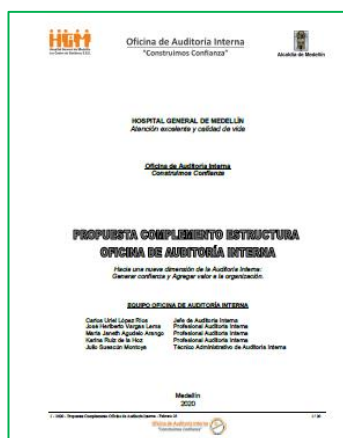 HGM
Oficina de Auditoría Interna
"Construimos Confianza"
Alcaldía de Medellín
HOSPITAL GENERAL DE MEDELLÍN
Atención excelente y calidad de vida
Oficina de Auditoría Interna
Construimos Confianza
PROPUESTA COMPLEMENTO ESTRUCTURA
OFICINA DE AUDITORÍA INTERNA
Hacia una nueva dimensión de la Auditoría Interna:
Generar confianza y Agregar valor a la organización.
EQUIPO OFICINA DE AUDITORÍA INTERNA
Carlos Uriel López Ríos Jefe de Auditoría Interna
José Heriberto Vargas Lema Profesional Auditoría Interna
María Janeth Agudelo Arango Profesional Auditoría Interna
Karina Ruiz de la Hoz Profesional Auditoría Interna
Julio Suescún Montoya Técnico Administrativo de Auditoría Interna
Medellín
2020
Oficina de Auditoría Interna
"Construimos Confianza"